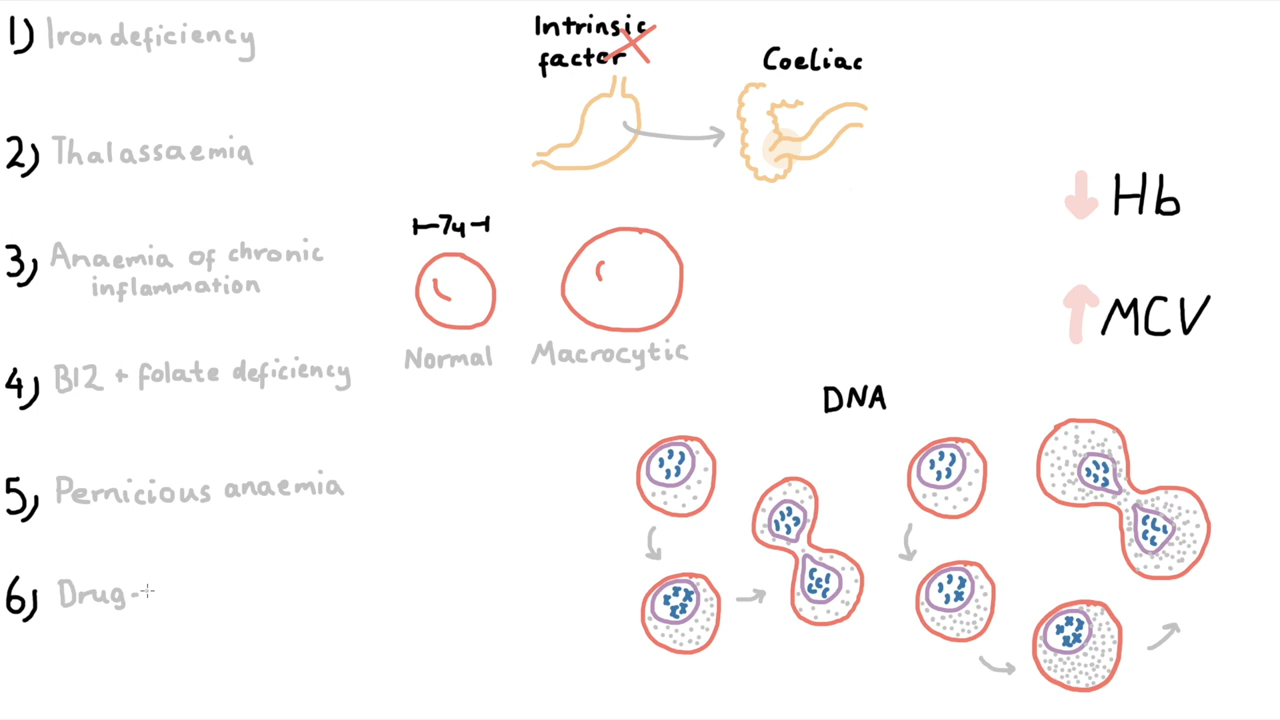 1) Iron deficiency
2) Thalassaemia
3) Anaemia of chronic
inflammation
4) B12 + folate deficiency
5) Pernicious anaemia
6) Drug-
Intrinsic
factor
Coeliac
7μ
Normal
Macrocytic
↓ Hb
↑ MCV
DNA